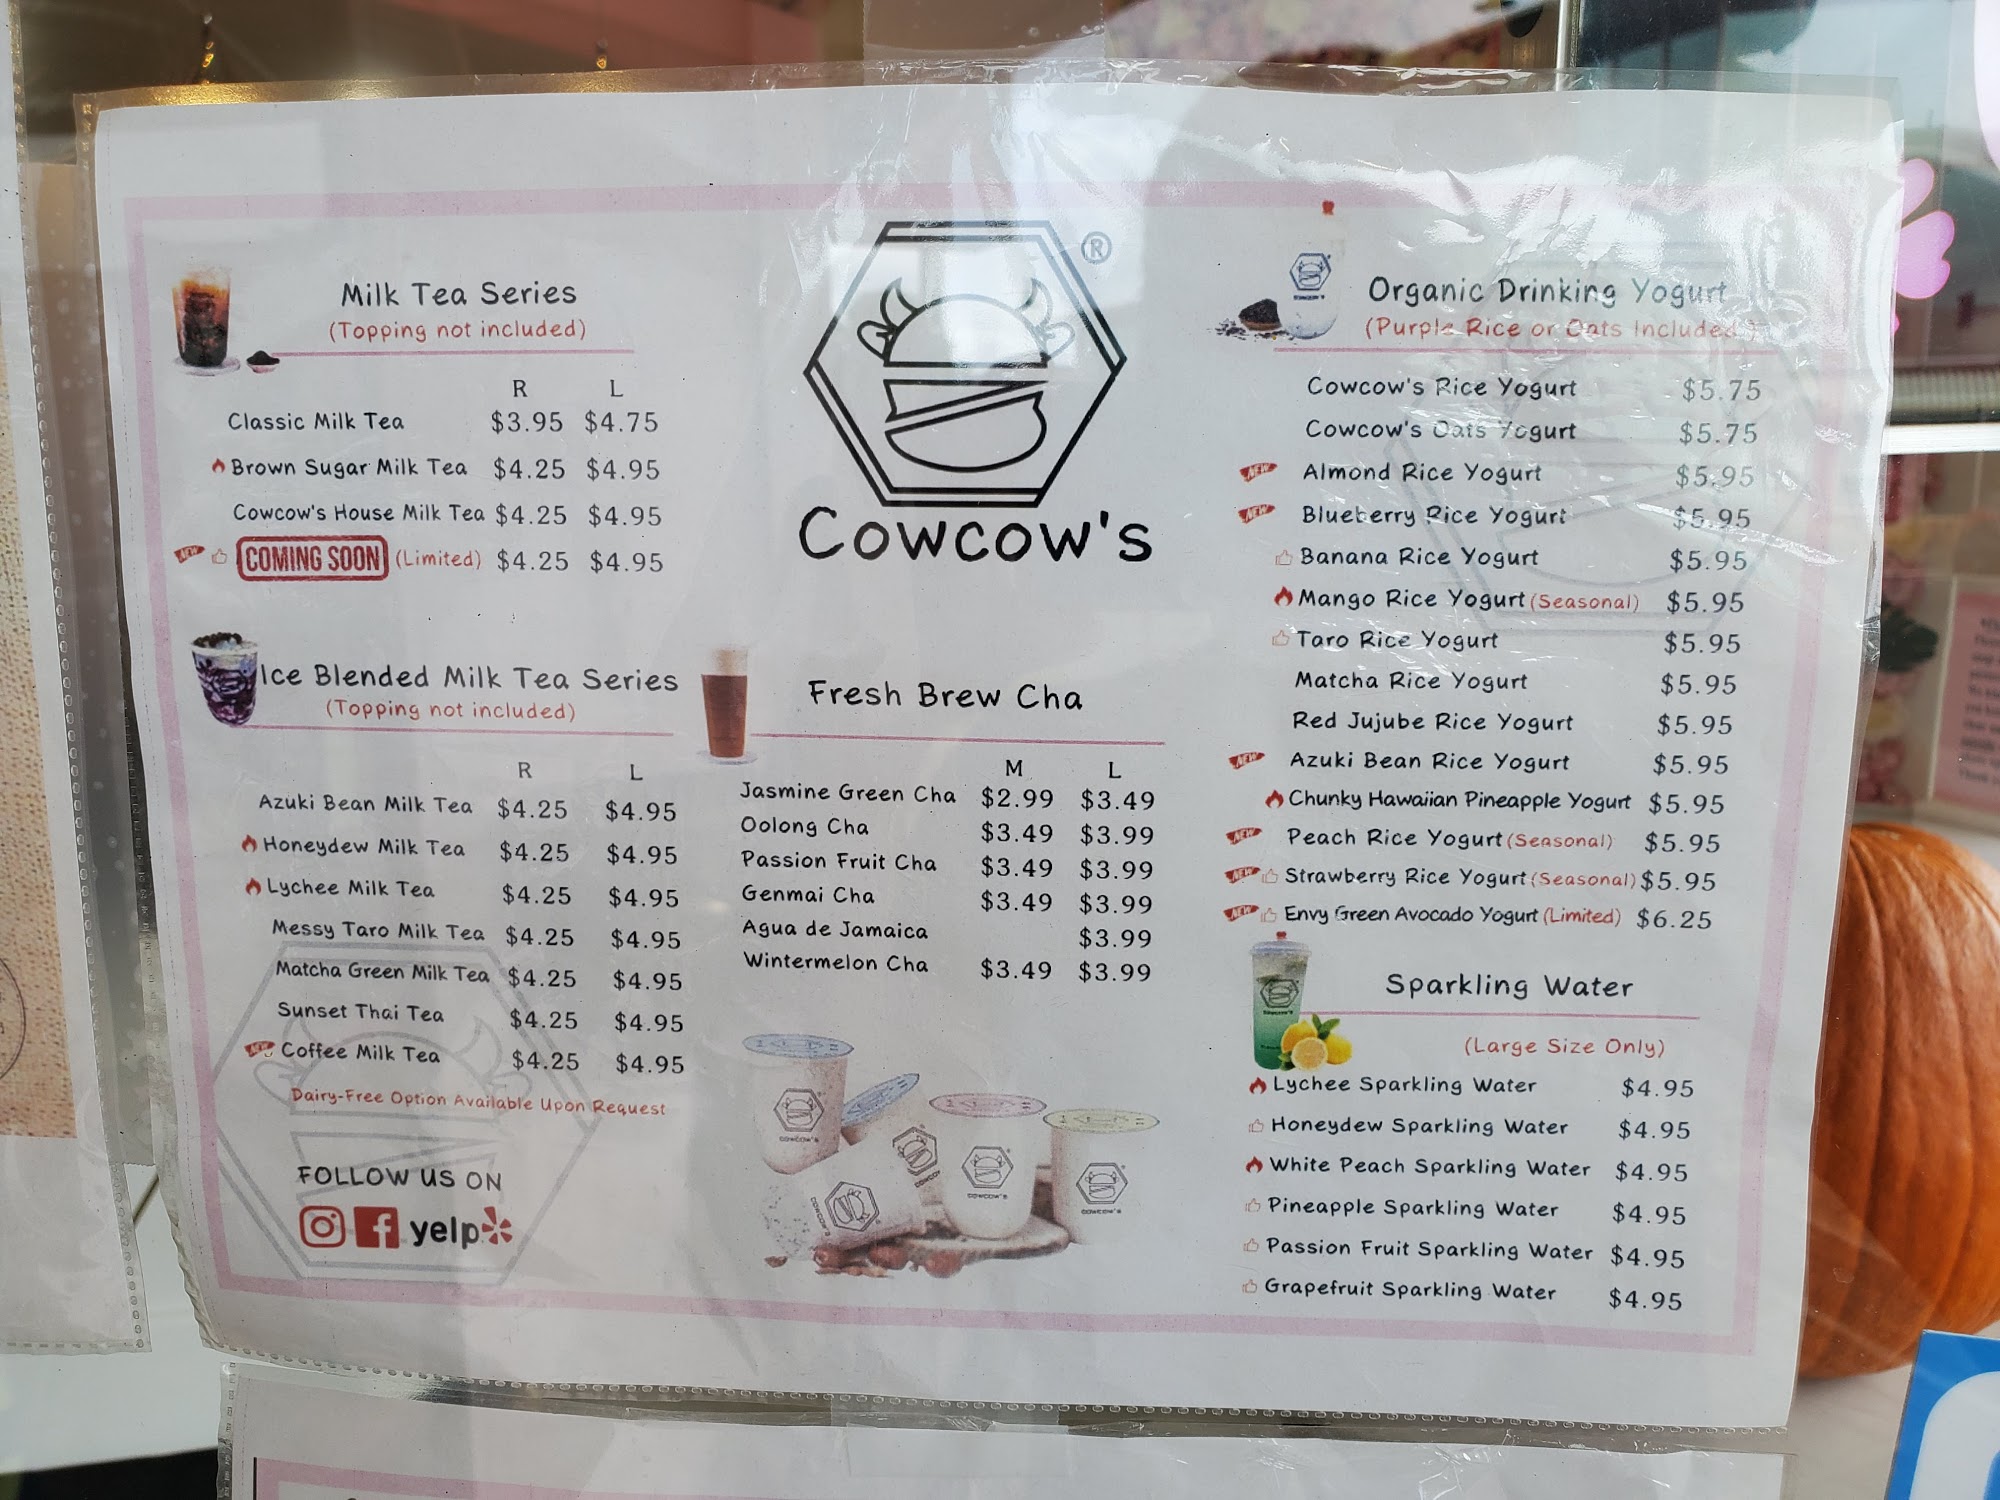 Milk Tea Series
(Topping not included)
R L
Classic Milk Tea $3.95 $4.75
Brown Sugar Milk Tea $4.25 $4.95
Cowcow's House Milk Tea $4.25 $4.95
NEW COMING SOON (Limited) $4.25 $4.95
Ice Blended Milk Tea Series
(Topping not included)
R L
Azuki Bean Milk Tea $4.25 $4.95
Honeydew Milk Tea $4.25 $4.95
Lychee Milk Tea $4.25 $4.95
Messy Taro Milk Tea $4.25 $4.95
Matcha Green Milk Tea $4.25 $4.95
Sunset Thai Tea $4.25 $4.95
NEW Coffee Milk Tea $4.25 $4.95
Dairy-Free Option Available Upon Request
FOLLOW US ON
yelp
®
Cowcow's
Fresh Brew Cha
M L
Jasmine Green Cha $2.99 $3.49
Oolong Cha $3.49 $3.99
Passion Fruit Cha $3.49 $3.99
Genmai Cha $3.49 $3.99
Agua de Jamaica $3.99
Wintermelon Cha $3.49 $3.99
COWCOW'S
COWCOW'S
COWCOW'S
COWCOW'S
COWCOW'S
Organic Drinking Yogurt
(Purple Rice or Oats Included)
Cowcow's Rice Yogurt $5.75
Cowcow's Oats Yogurt $5.75
NEW Almond Rice Yogurt $5.95
NEW Blueberry Rice Yogurt $5.95
Banana Rice Yogurt $5.95
Mango Rice Yogurt (Seasonal) $5.95
Taro Rice Yogurt $5.95
Matcha Rice Yogurt $5.95
Red Jujube Rice Yogurt $5.95
NEW Azuki Bean Rice Yogurt $5.95
Chunky Hawaiian Pineapple Yogurt $5.95
NEW Peach Rice Yogurt (Seasonal) $5.95
NEW Strawberry Rice Yogurt (Seasonal) $5.95
NEW Envy Green Avocado Yogurt (Limited) $6.25
Sparkling Water
(Large Size Only)
Lychee Sparkling Water $4.95
Honeydew Sparkling Water $4.95
White Peach Sparkling Water $4.95
Pineapple Sparkling Water $4.95
Passion Fruit Sparkling Water $4.95
Grapefruit Sparkling Water $4.95